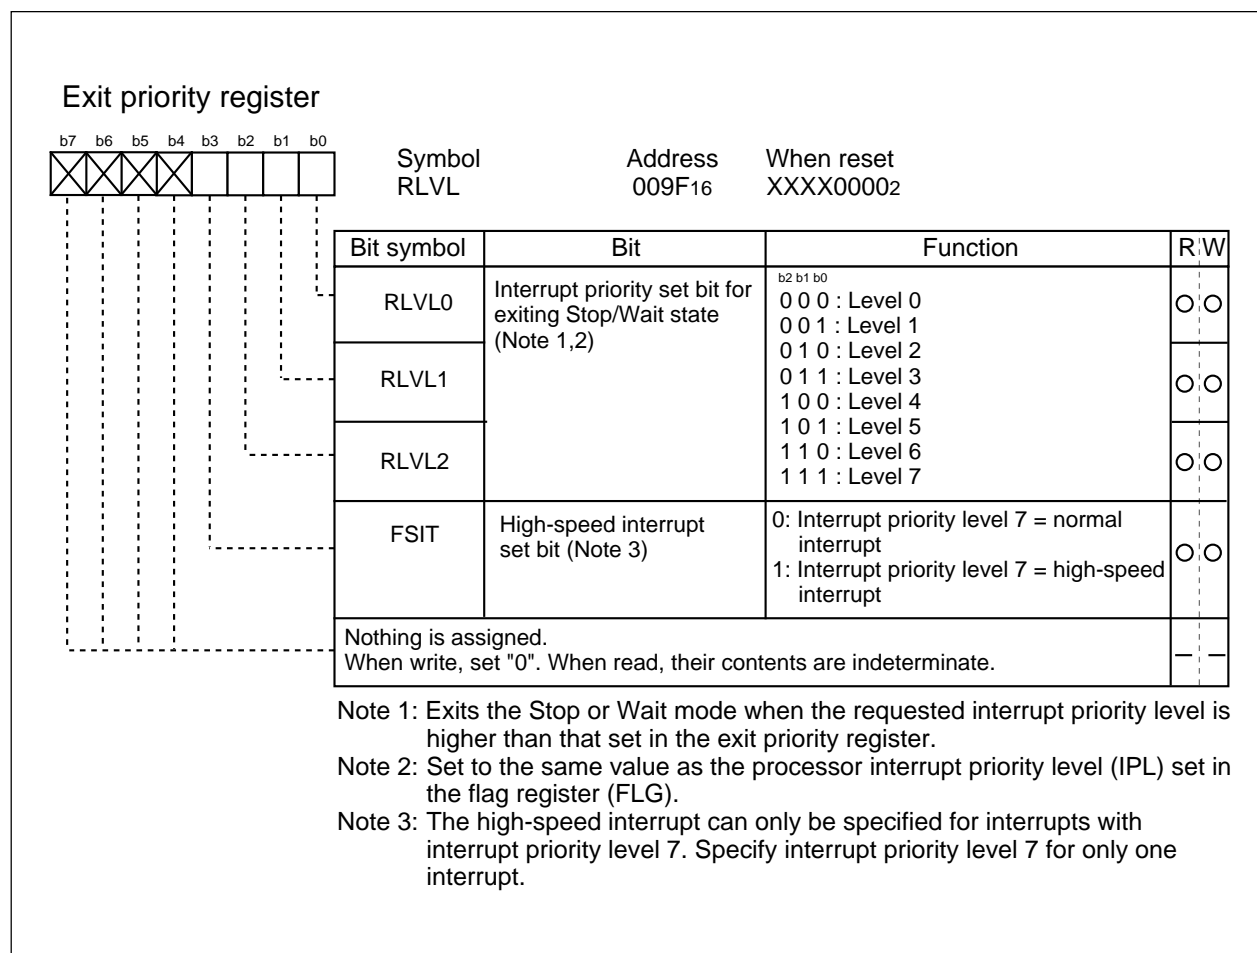 Exit priority register
b7 b6 b5 b4 b3 b2 b1 b0
Symbol Address When reset
RLVL 009F16 XXXX00002
Bit symbol Bit Function R W
RLVL0
Interrupt priority set bit for
exiting Stop/Wait state
(Note 1,2)
b2 b1 b0
0 0 0 : Level 0
0 0 1 : Level 1
0 1 0 : Level 2
0 1 1 : Level 3
1 0 0 : Level 4
1 0 1 : Level 5
1 1 0 : Level 6
1 1 1 : Level 7
RLVL1
RLVL2
FSIT
High-speed interrupt
set bit (Note 3)
0: Interrupt priority level 7 = normal
interrupt
1: Interrupt priority level 7 = high-speed
interrupt
Nothing is assigned.
When write, set "0". When read, their contents are indeterminate.
Note 1: Exits the Stop or Wait mode when the requested interrupt priority level is
higher than that set in the exit priority register.
Note 2: Set to the same value as the processor interrupt priority level (IPL) set in
the flag register (FLG).
Note 3: The high-speed interrupt can only be specified for interrupts with
interrupt priority level 7. Specify interrupt priority level 7 for only one
interrupt.